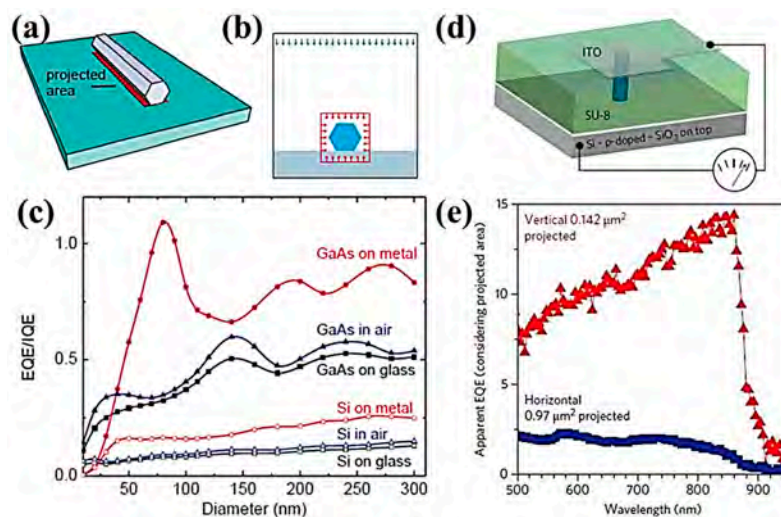 (a)
projected
area
(b)
(d)
ITO
SU-8
Si - p-doped - SiO₂ on top
(c)
EQE/IQE
1.0
0.5
0.0
GaAs on metal
GaAs in air
GaAs on glass
Si on metal
Si in air
Si on glass
50 100 150 200 250 300
Diameter (nm)
(e)
Apparent EQE (considering projected area)
15
10
5
0
Vertical 0.142 μm²
projected
Horizontal
0.97 μm² projected
500 600 700 800 900
Wavelength (nm)